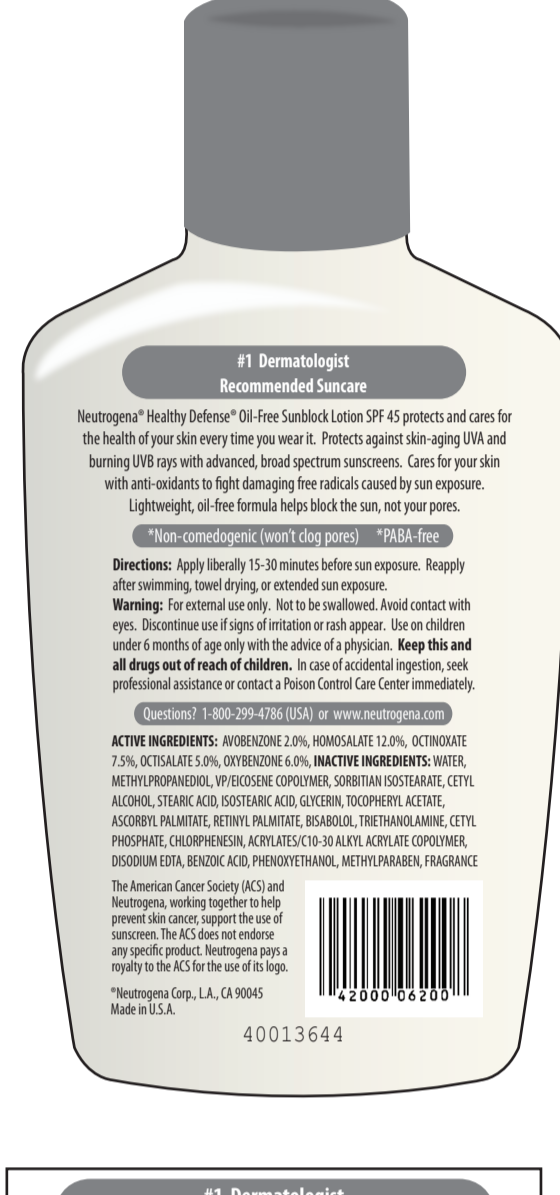 #1 Dermatologist
Recommended Suncare
Neutrogena® Healthy Defense® Oil-Free Sunblock Lotion SPF 45 protects and cares for
the health of your skin every time you wear it. Protects against skin-aging UVA and
burning UVB rays with advanced, broad spectrum sunscreens. Cares for your skin
with anti-oxidants to fight damaging free radicals caused by sun exposure.
Lightweight, oil-free formula helps block the sun, not your pores.
*Non-comedogenic (won't clog pores) *PABA-free
Directions: Apply liberally 15-30 minutes before sun exposure. Reapply
after swimming, towel drying, or extended sun exposure.
Warning: For external use only. Not to be swallowed. Avoid contact with
eyes. Discontinue use if signs of irritation or rash appear. Use on children
under 6 months of age only with the advice of a physician. Keep this and
all drugs out of reach of children. In case of accidental ingestion, seek
professional assistance or contact a Poison Control Care Center immediately.
Questions? 1-800-299-4786 (USA) or www.neutrogena.com
ACTIVE INGREDIENTS: AVOBENZONE 2.0%, HOMOSALATE 12.0%, OCTINOXATE
7.5%, OCTISALATE 5.0%, OXYBENZONE 6.0%, INACTIVE INGREDIENTS: WATER,
METHYLPROPANEDIOL, VP/EICOSENE COPOLYMER, SORBITIAN ISOSTEARATE, CETYL
ALCOHOL, STEARIC ACID, ISOSTEARIC ACID, GLYCERIN, TOCOPHERYL ACETATE,
ASCORBYL PALMITATE, RETINYL PALMITATE, BISABOLOL, TRIETHANOLAMINE, CETYL
PHOSPHATE, CHLORPHENESIN, ACRYLATES/C10-30 ALKYL ACRYLATE COPOLYMER,
DISODIUM EDTA, BENZOIC ACID, PHENOXYETHANOL, METHYLPARABEN, FRAGRANCE
The American Cancer Society (ACS) and
Neutrogena, working together to help
prevent skin cancer, support the use of
sunscreen. The ACS does not endorse
any specific product. Neutrogena pays a
royalty to the ACS for the use of its logo.
®Neutrogena Corp., L.A., CA 90045
Made in U.S.A.
42000 06200
40013644
#1 Dermatologist